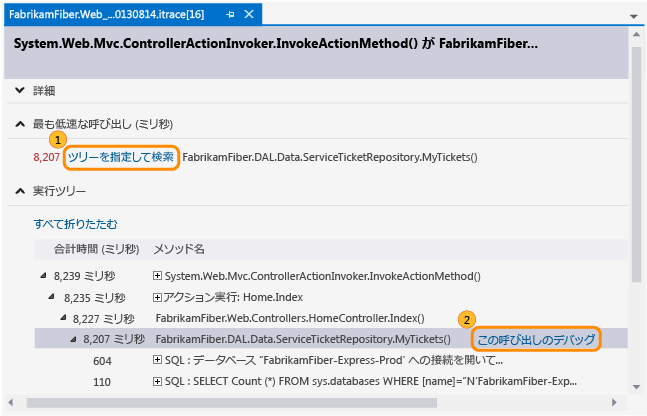 FabrikamFiber.Web_...0130814.itrace[16]
System.Web.Mvc.ControllerActionInvoker.InvokeActionMethod() が FabrikamFiber...
詳細
最も低速な呼び出し (ミリ秒)
1
8,207 ツリーを指定して検索 FabrikamFiber.DAL.Data.ServiceTicketRepository.MyTickets()
実行ツリー
すべて折りたたむ
合計時間 (ミリ秒) メソッド名
8,239 ミリ秒 System.Web.Mvc.ControllerActionInvoker.InvokeActionMethod()
8,235 ミリ秒 アクション実行: Home.Index
8,227 ミリ秒 FabrikamFiber.Web.Controllers.HomeController.Index()
2
8,207 ミリ秒 FabrikamFiber.DAL.Data.ServiceTicketRepository.MyTickets() この呼び出しのデバッグ
604 SQL : データベース "FabrikamFiber-Express-Prod' への接続を開いて...
110 SQL : SELECT Count (*) FROM sys.databases WHERE [name]="N'FabrikamFiber-Exp...